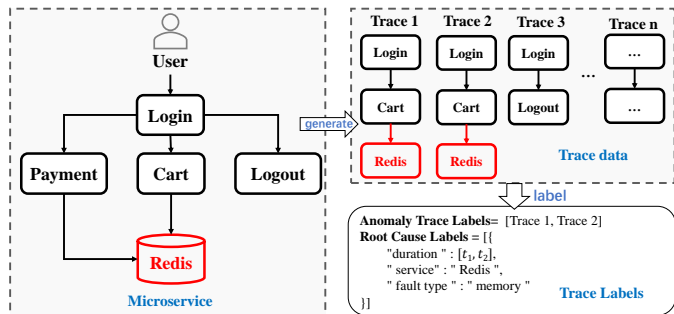 User
Login
Payment
Cart
Logout
Redis
Microservice
generate
Trace 1
Trace 2
Trace 3
Trace n
Login
Login
Login
...
...
Cart
Cart
Logout
...
Redis
Redis
Trace data
label
Anomaly Trace Labels= [Trace 1, Trace 2]
Root Cause Labels = [{
"duration " : [t₁, t₂],
" service" : " Redis ",
" fault type " : " memory "
}]
Trace Labels